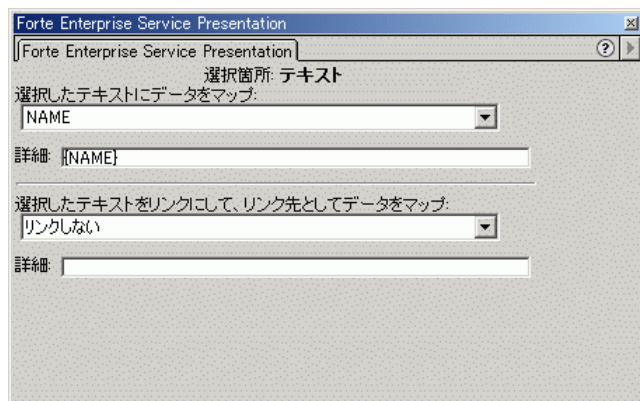 Forte Enterprise Service Presentation
Forte Enterprise Service Presentation
選択箇所: テキスト
選択したテキストにデータをマップ:
NAME
詳細: {NAME}
選択したテキストをリンクにして、リンク先としてデータをマップ:
リンクしない
詳細: